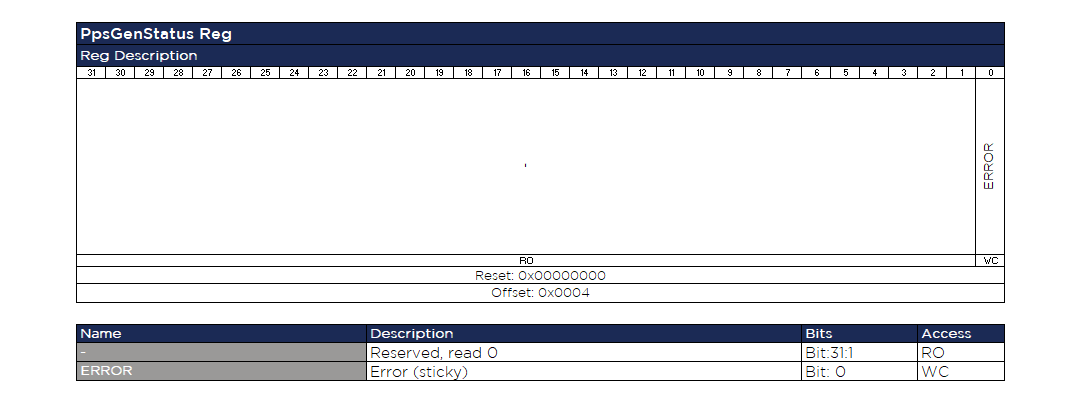 PpsGenStatus Reg
Reg Description
31 30 29 28 27 26 25 24 23 22 21 20 19 18 17 16 15 14 13 12 11 10 9 8 7 6 5 4 3 2 1 0
- ERROR
RO WC
Reset: 0x00000000
Offset: 0x0004
Name Description Bits Access
- Reserved, read 0 Bit:31:1 RO
ERROR Error (sticky) Bit: 0 WC